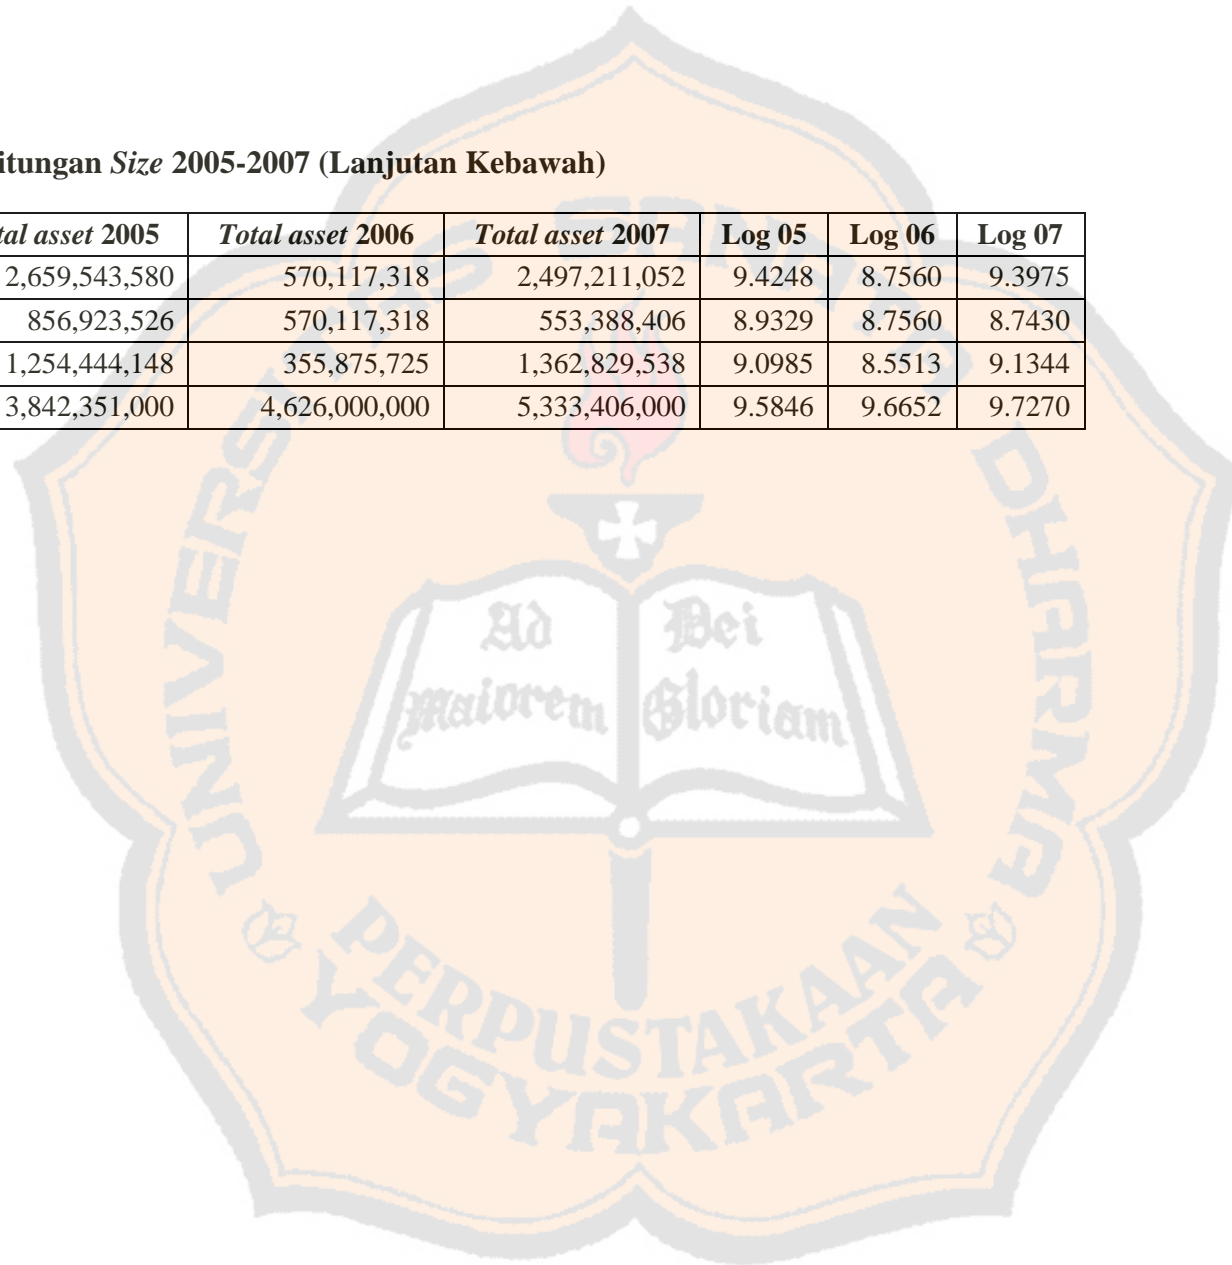 itungan Size 2005-2007 (Lanjutan Kebawah)
tal asset 2005 Total asset 2006 Total asset 2007 Log 05 Log 06 Log 07
2,659,543,580 570,117,318 2,497,211,052 9.4248 8.7560 9.3975
856,923,526 570,117,318 553,388,406 8.9329 8.7560 8.7430
1,254,444,148 355,875,725 1,362,829,538 9.0985 8.5513 9.1344
3,842,351,000 4,626,000,000 5,333,406,000 9.5846 9.6652 9.7270
UNIVERSITAS SANATA DHARMA
Ad Dei
maiorem Gloriam
PERPUSTAKAAN
YOGYAKARTA